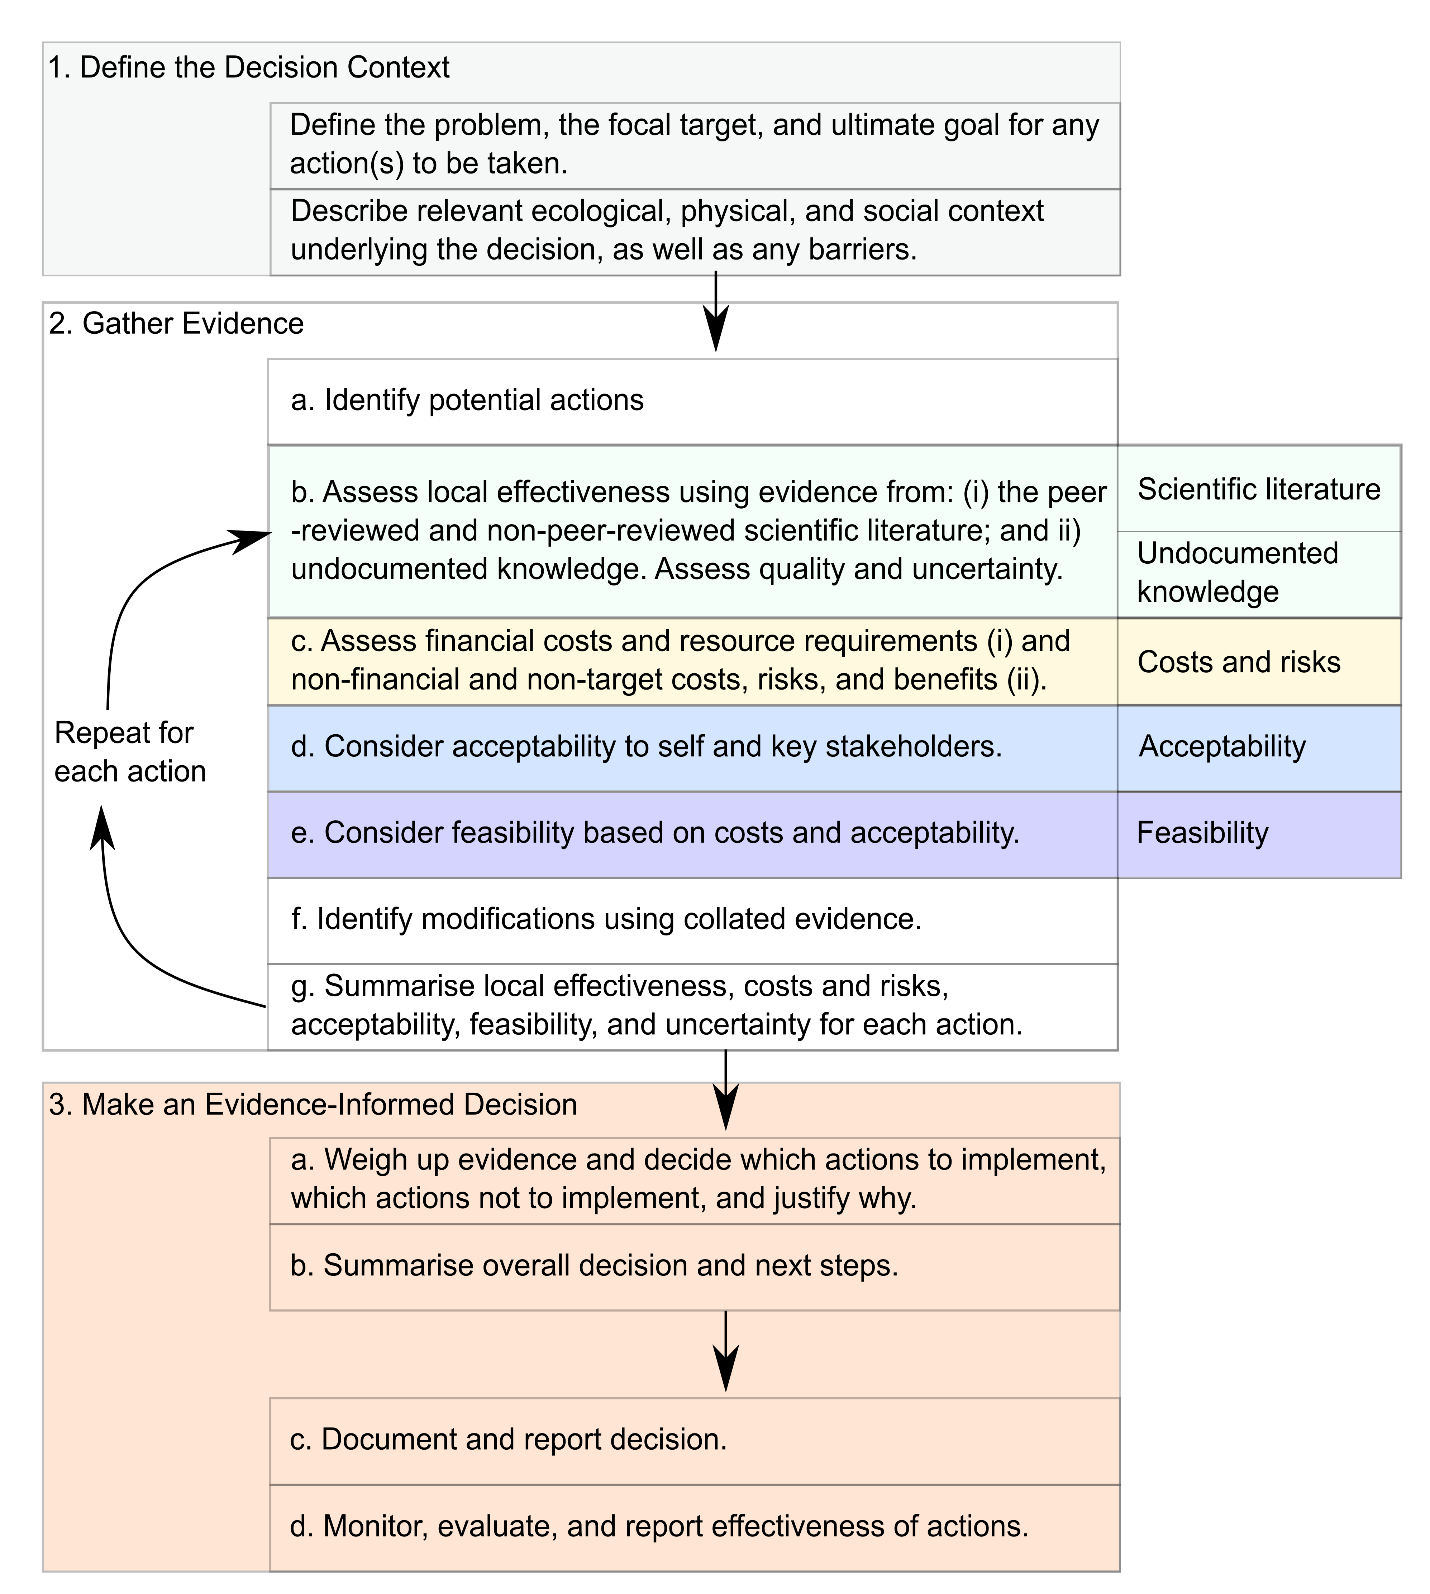 1. Define the Decision Context
Define the problem, the focal target, and ultimate goal for any
action(s) to be taken.
Describe relevant ecological, physical, and social context
underlying the decision, as well as any barriers.
2. Gather Evidence
a. Identify potential actions
b. Assess local effectiveness using evidence from: (i) the peer
-reviewed and non-peer-reviewed scientific literature; and ii)
undocumented knowledge. Assess quality and uncertainty.
Scientific literature
Undocumented
knowledge
c. Assess financial costs and resource requirements (i) and
non-financial and non-target costs, risks, and benefits (ii).
Costs and risks
Repeat for
each action
d. Consider acceptability to self and key stakeholders.
Acceptability
e. Consider feasibility based on costs and acceptability.
Feasibility
f. Identify modifications using collated evidence.
g. Summarise local effectiveness, costs and risks,
acceptability, feasibility, and uncertainty for each action.
3. Make an Evidence-Informed Decision
a. Weigh up evidence and decide which actions to implement,
which actions not to implement, and justify why.
b. Summarise overall decision and next steps.
c. Document and report decision.
d. Monitor, evaluate, and report effectiveness of actions.